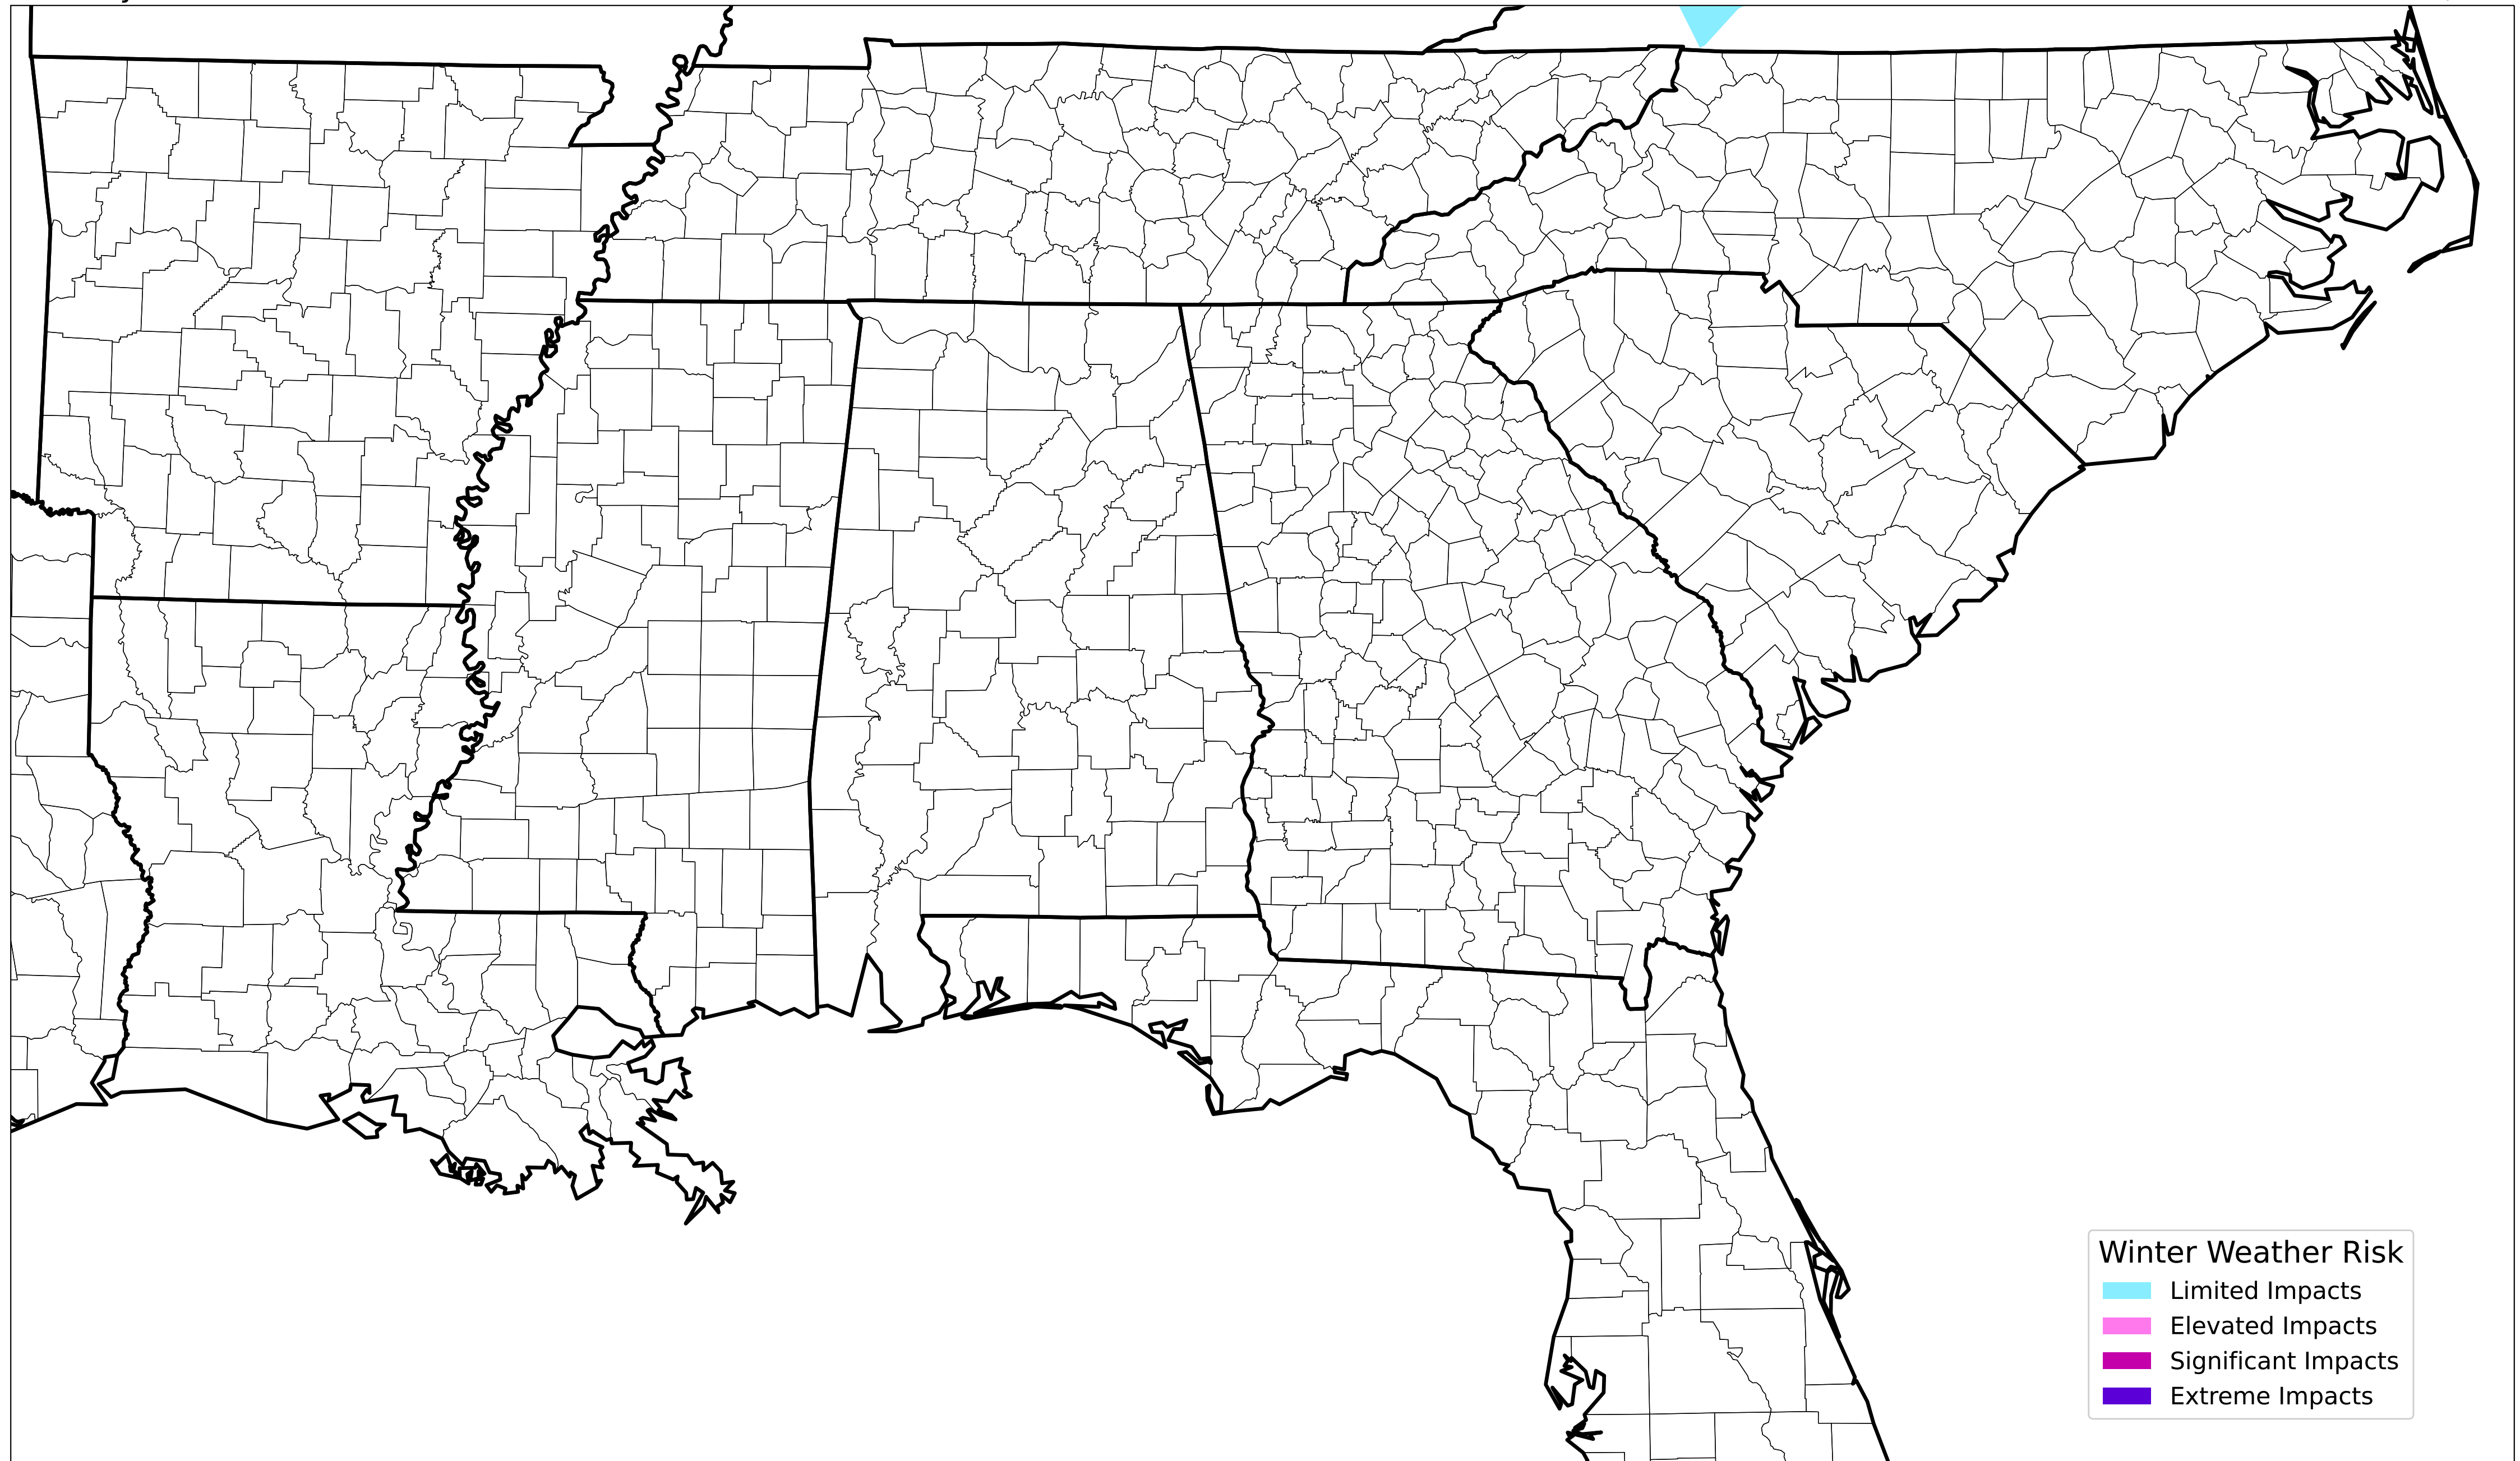 Winter Weather Risk
Limited Impacts
Elevated Impacts
Significant Impacts
Extreme Impacts